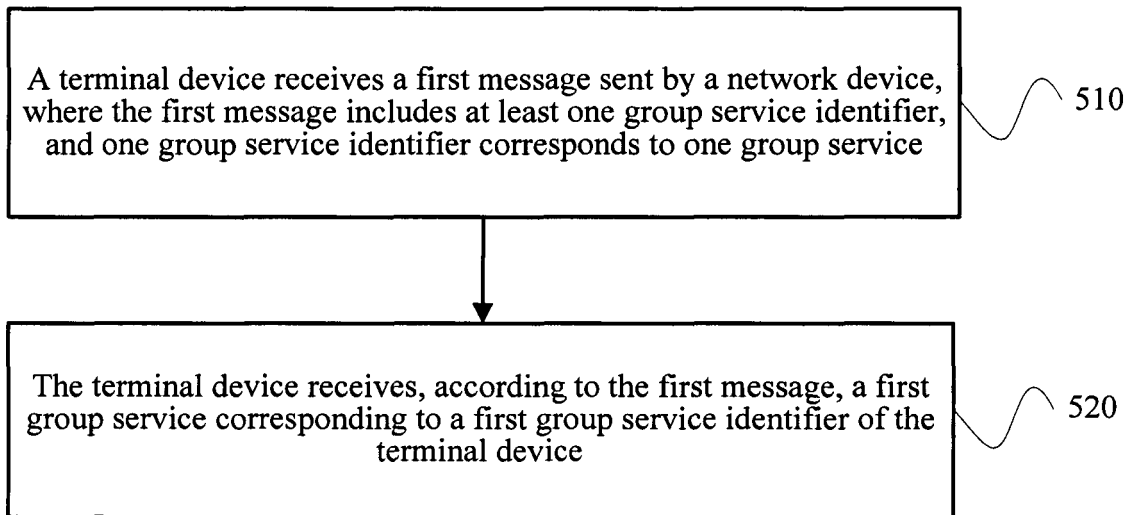 A terminal device receives a first message sent by a network device,
where the first message includes at least one group service identifier,
and one group service identifier corresponds to one group service
510
The terminal device receives, according to the first message, a first
group service corresponding to a first group service identifier of the
terminal device
520